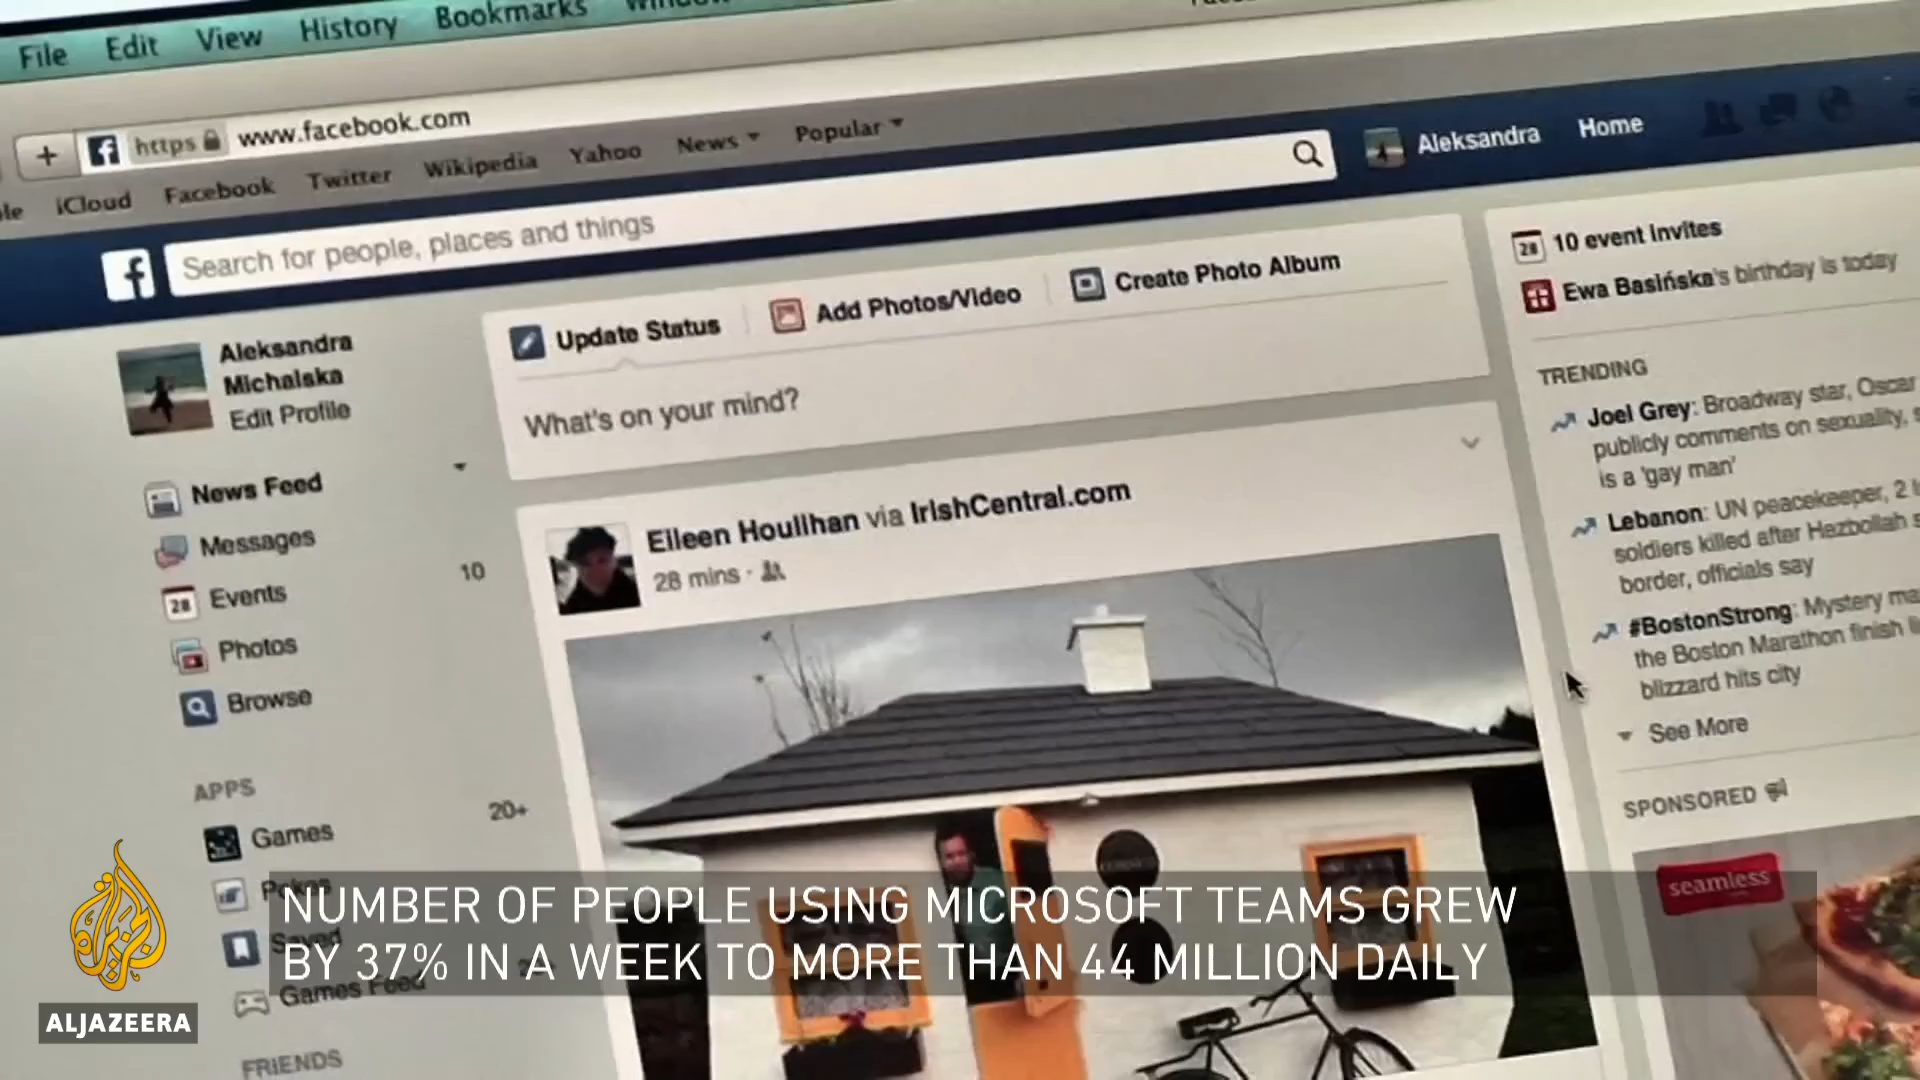 File Edit View History Bookmarks
+ https www.facebook.com
iCloud Facebook Twitter Wikipedia Yahoo News Popular
Search for people, places and things
Aleksandra Home
Aleksandra
Michalska
Edit Profile
News Feed
Messages
Events 10
28
Photos
Browse
APPS
Games 20+
Pokes
Saved
Games Feed
FRIENDS
Update Status Add Photos/Video Create Photo Album
What's on your mind?
Eileen Houlihan via IrishCentral.com
28 mins
28 10 event invites
Ewa Basińska's birthday is today
TRENDING
Joel Grey: Broadway star, Oscar
publicly comments on sexuality,
is a 'gay man'
Lebanon: UN peacekeeper, 2
soldiers killed after Hezbollah
border, officials say
#BostonStrong: Mystery
the Boston Marathon finish
blizzard hits city
See More
SPONSORED
seamless
NUMBER OF PEOPLE USING MICROSOFT TEAMS GREW
BY 37% IN A WEEK TO MORE THAN 44 MILLION DAILY
ALJAZEERA